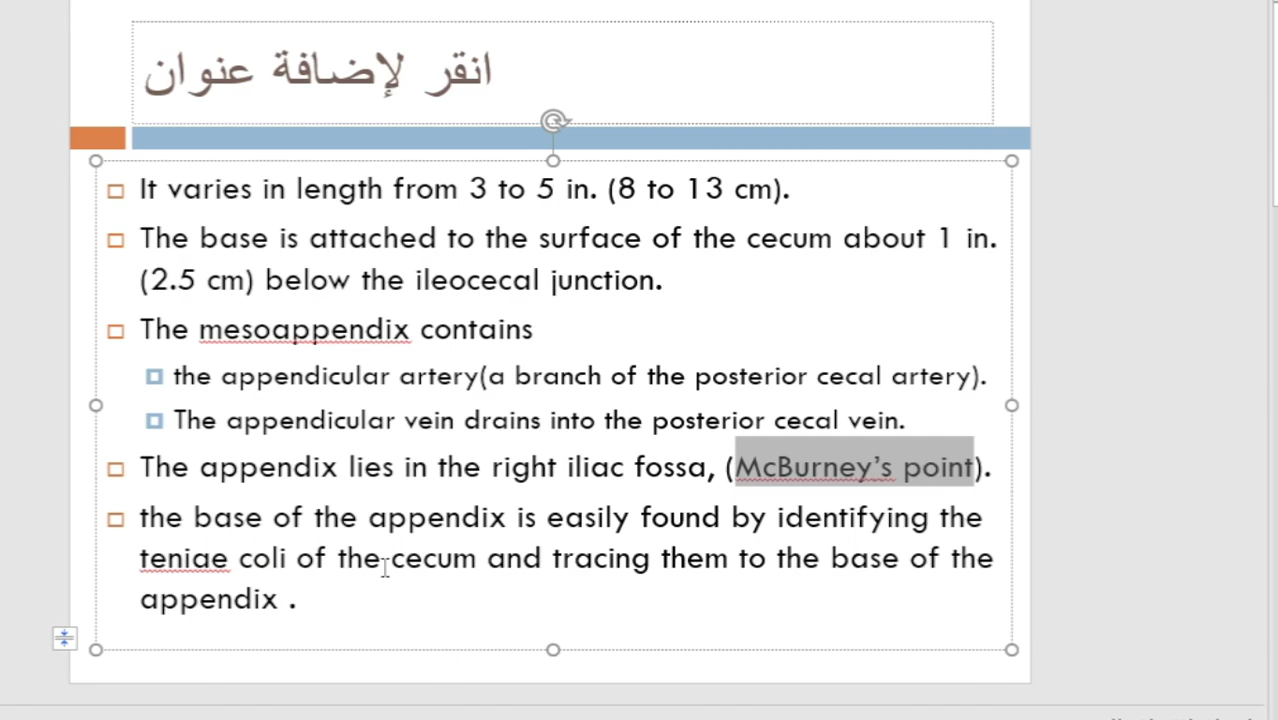 انقر لإضافة عنوان
It varies in length from 3 to 5 in. (8 to 13 cm).
The base is attached to the surface of the cecum about 1 in.
(2.5 cm) below the ileocecal junction.
The mesoappendix contains
the appendicular artery(a branch of the posterior cecal artery).
The appendicular vein drains into the posterior cecal vein.
The appendix lies in the right iliac fossa, (McBurney’s point).
the base of the appendix is easily found by identifying the
teniae coli of the cecum and tracing them to the base of the
appendix .